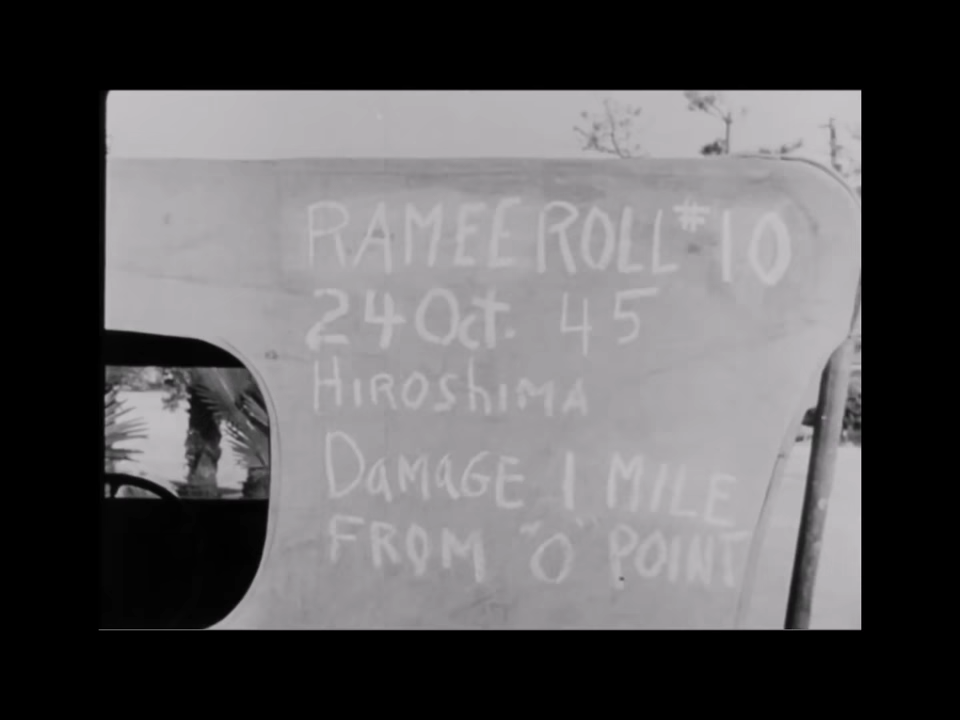 RAMEE ROLL #10
24 Oct. 45
HIROShIMA
DAMAGE 1 MILE
FROM "O" POINT